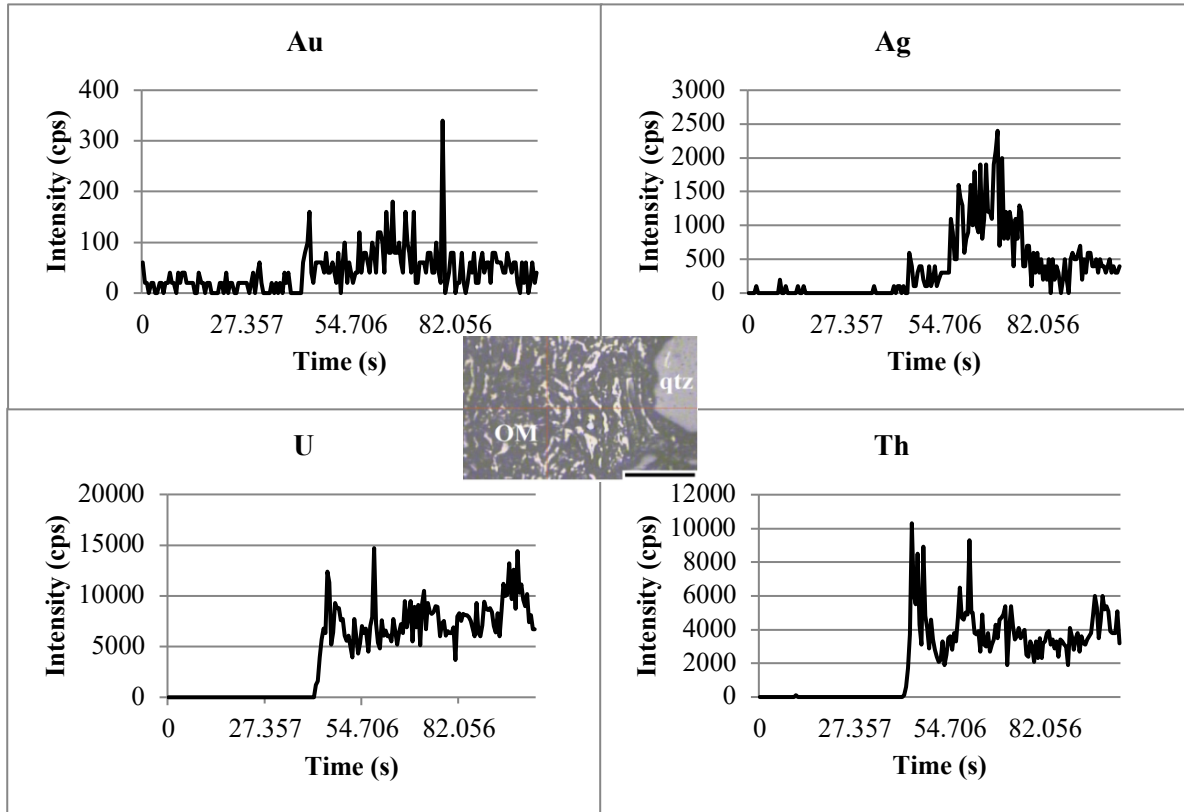 Au
400
300
200
100
0
Intensity (cps)
0 27.357 54.706 82.056
Time (s)
Ag
3000
2500
2000
1500
1000
500
0
Intensity (cps)
0 27.357 54.706 82.056
Time (s)
OM
qtz
U
20000
15000
10000
5000
0
Intensity (cps)
0 27.357 54.706 82.056
Time (s)
Th
12000
10000
8000
6000
4000
2000
0
Intensity (cps)
0 27.357 54.706 82.056
Time (s)